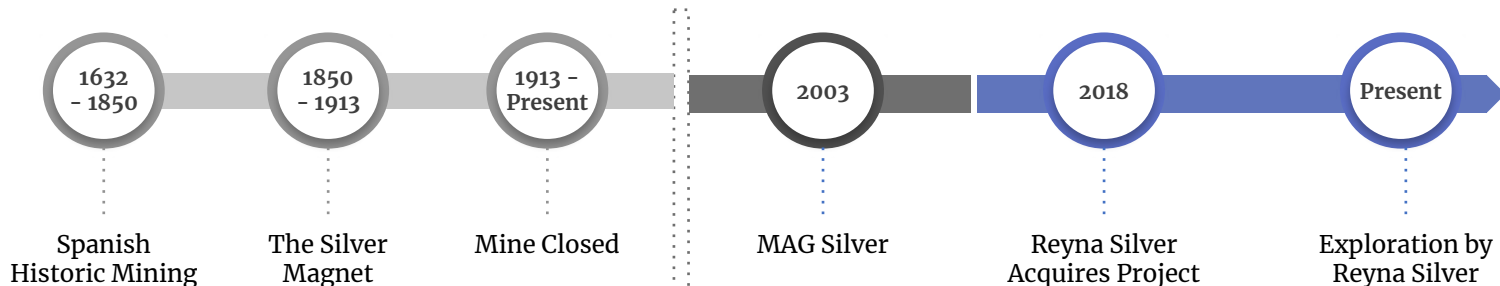 1632
- 1850
1850
- 1913
1913 -
Present
2003
2018
Present
Spanish
Historic Mining
The Silver
Magnet
Mine Closed
MAG Silver
Reyna Silver
Acquires Project
Exploration by
Reyna Silver